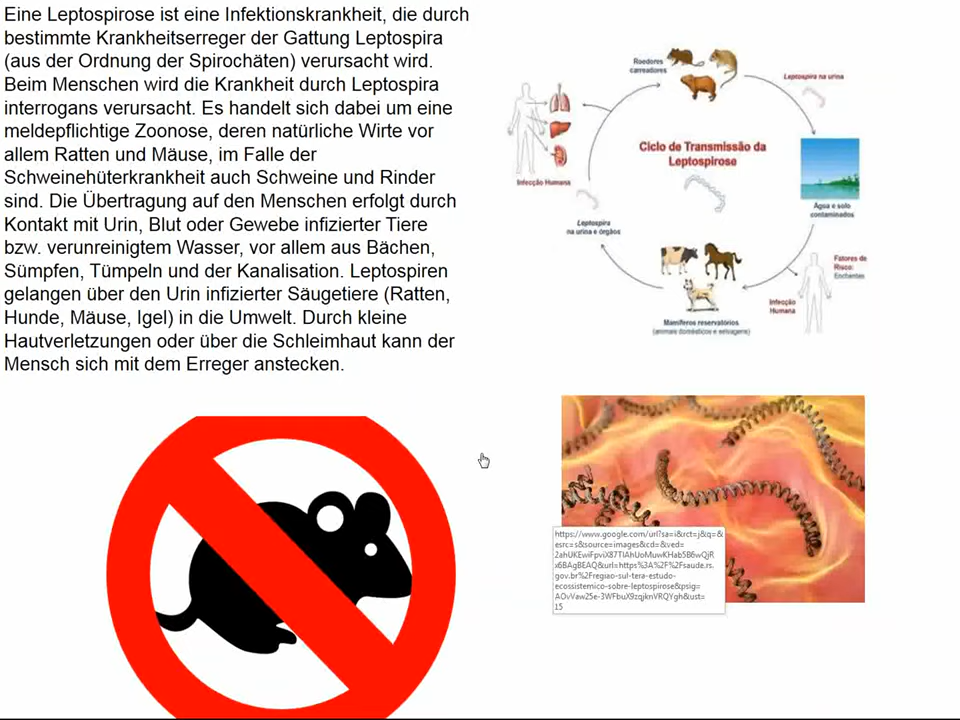 Eine Leptospirose ist eine Infektionskrankheit, die durch
bestimmte Krankheitserreger der Gattung Leptospira
(aus der Ordnung der Spirochäten) verursacht wird.
Beim Menschen wird die Krankheit durch Leptospira
interrogans verursacht. Es handelt sich dabei um eine
meldepflichtige Zoonose, deren natürliche Wirte vor
allem Ratten und Mäuse, im Falle der
Schweinehüterkrankheit auch Schweine und Rinder
sind. Die Übertragung auf den Menschen erfolgt durch
Kontakt mit Urin, Blut oder Gewebe infizierter Tiere
bzw. verunreinigtem Wasser, vor allem aus Bächen,
Sümpfen, Tümpeln und der Kanalisation. Leptospiren
gelangen über den Urin infizierter Säugetiere (Ratten,
Hunde, Mäuse, Igel) in die Umwelt. Durch kleine
Hautverletzungen oder über die Schleimhaut kann der
Mensch sich mit dem Erreger anstecken.
Roedores
carreadores
Leptospira na urina
Ciclo de Transmissão da
Leptospirose
Infecção Humana
Água e solo
contaminados
Leptospira
na urina e órgãos
Fatores de
Risco:
Enchentes
Infecção
Humana
Mamíferos reservatórios
(animais domésticos e selvagens)
https://www.google.com/url?sa=i&rct=j&q=&
esrc=s&source=images&cd=&ved=
2ahUKEwiFpviX87TlAhUoMuwKHab5B6wQjR
x6BAgBEAQ&url=https%3A%2F%2Fsaude.rs.
gov.br%2Fregiao-sul-tera-estudo-
ecossistemico-sobre-leptospirose&psig=
AOvVaw25e-3WFbuX9zqjknVRQYgh&ust=
15